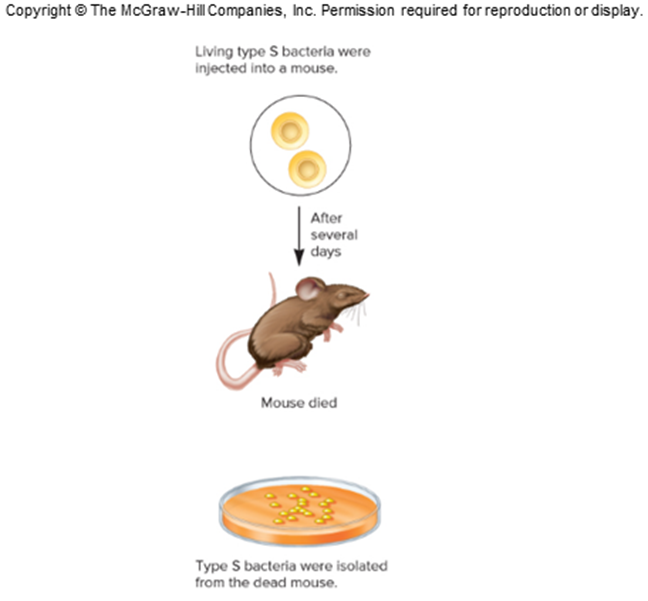 Copyright © The McGraw-Hill Companies, Inc. Permission required for reproduction or display.
Living type S bacteria were
injected into a mouse.
After
several
days
Mouse died
Type S bacteria were isolated
from the dead mouse.